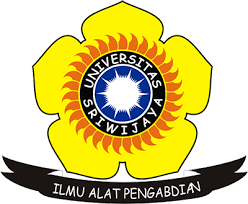 UNIVERSITAS
SRIWIJAYA
ILMU ALAT PENGABDIAN